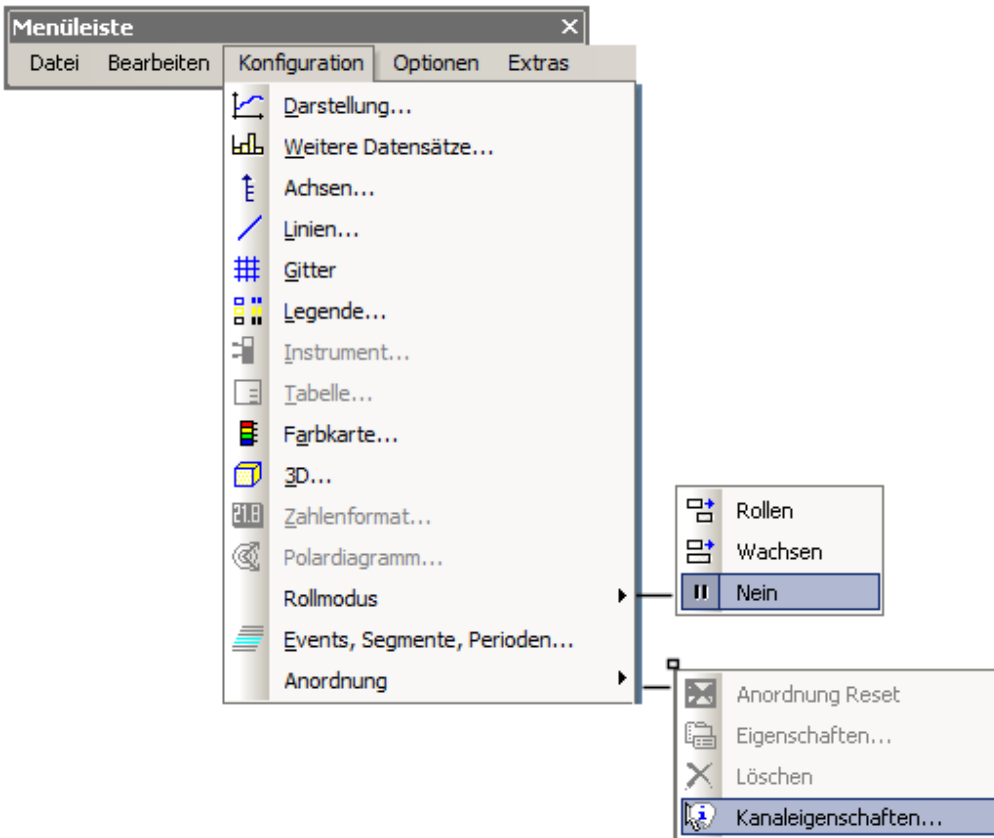 Menüleiste
Datei Bearbeiten Konfiguration Optionen Extras
Darstellung...
Weitere Datensätze...
Achsen...
Linien...
Gitter
Legende...
Instrument...
Tabelle...
Farbkarte...
3D...
21.8 Zahlenformat...
Polardiagramm...
Rollmodus
Events, Segmente, Perioden...
Anordnung
Rollen
Wachsen
Nein
Anordnung Reset
Eigenschaften...
Löschen
Kanaleigenschaften...